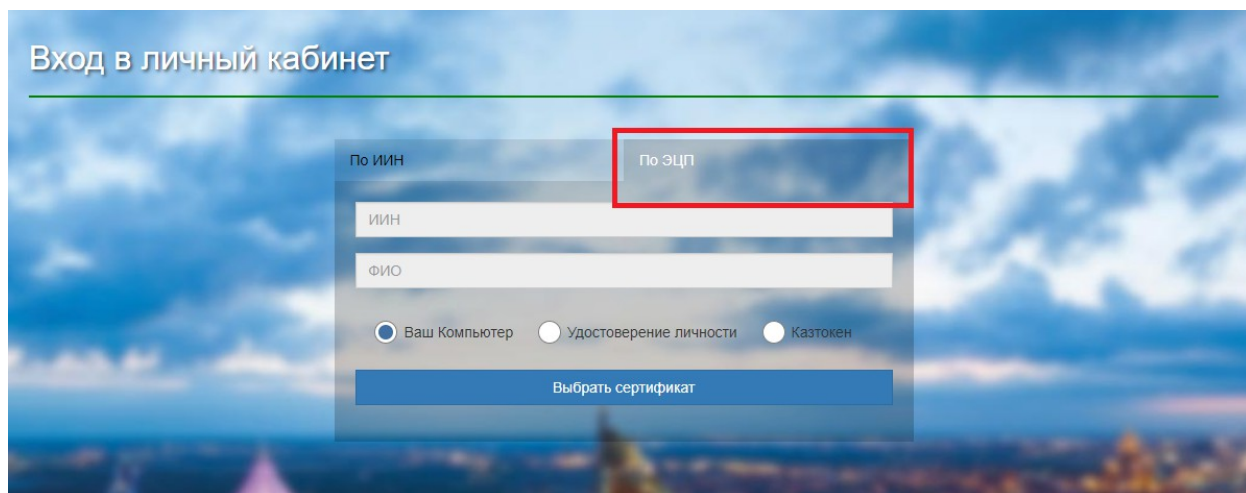 Вход в личный кабинет
По ИИН По ЭЦП
ИИН
ФИО
Ваш Компьютер Удостоверение личности Казтокен
Выбрать сертификат